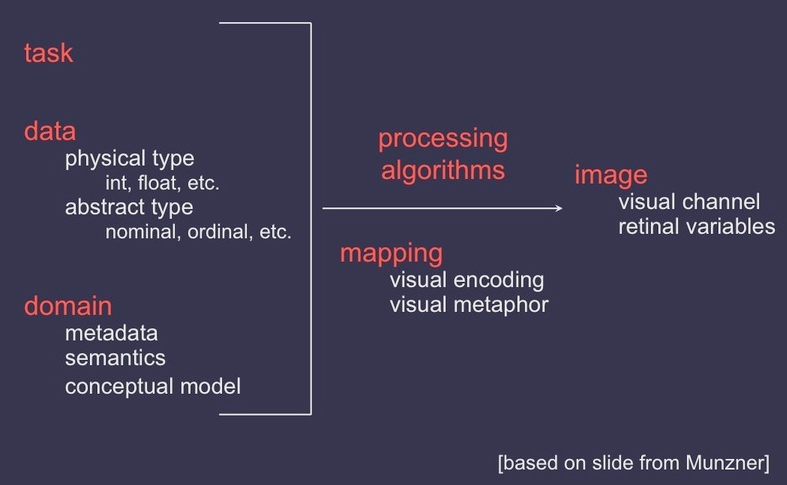 task
data
physical type
int, float, etc.
abstract type
nominal, ordinal, etc.
domain
metadata
semantics
conceptual model
processing
algorithms
mapping
visual encoding
visual metaphor
image
visual channel
retinal variables
[based on slide from Munzner]